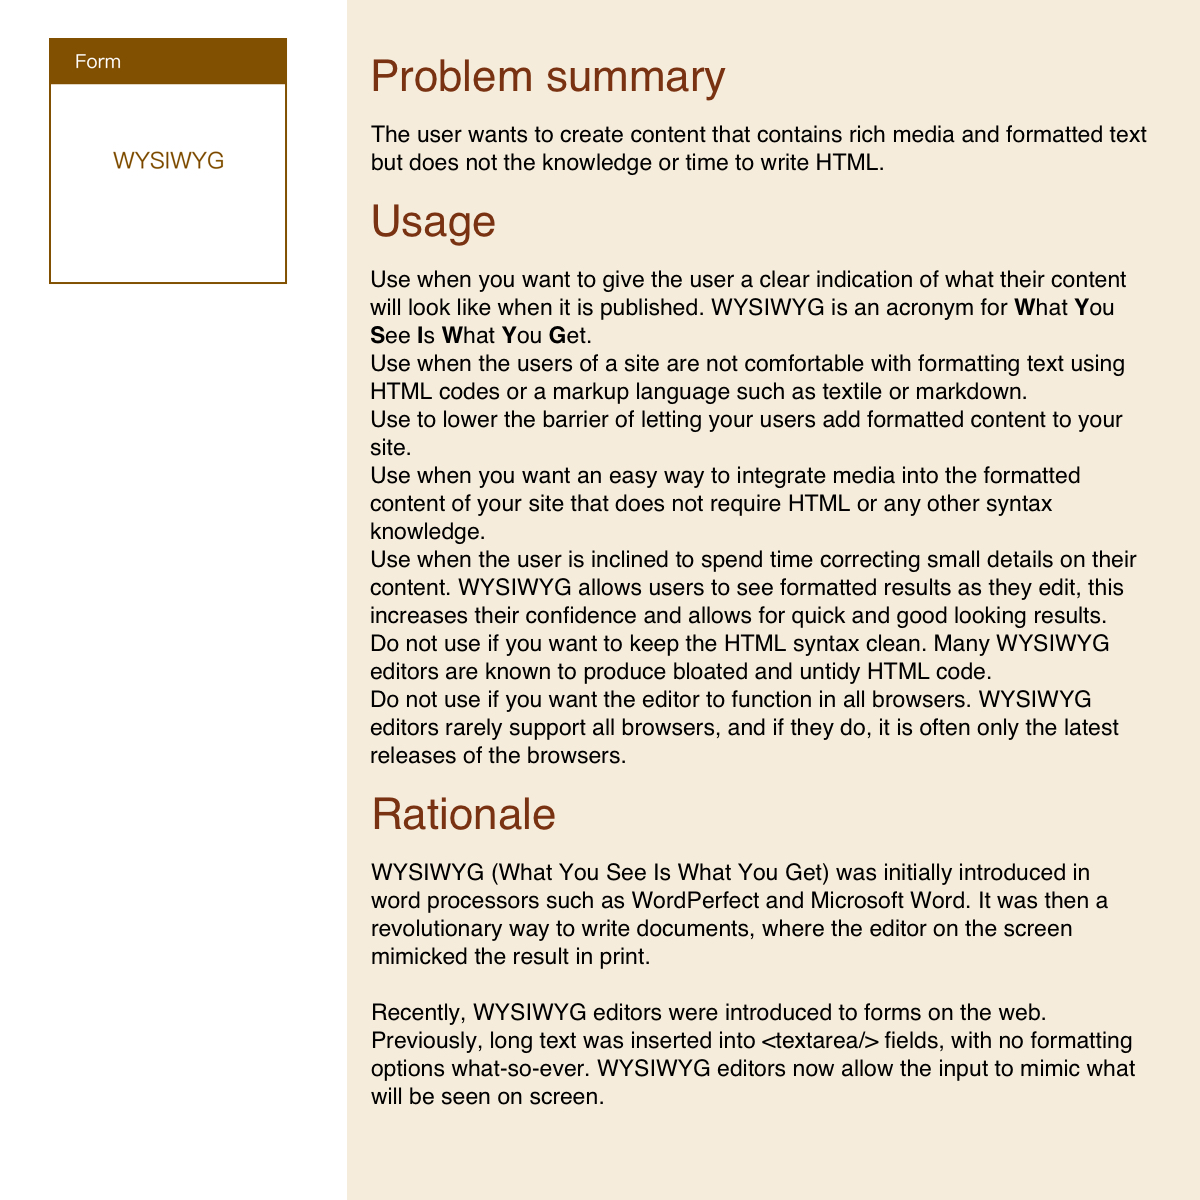 Form
WYSIWYG
Problem summary
The user wants to create content that contains rich media and formatted text
but does not the knowledge or time to write HTML.
Usage
Use when you want to give the user a clear indication of what their content
will look like when it is published. WYSIWYG is an acronym for What You
See Is What You Get.
Use when the users of a site are not comfortable with formatting text using
HTML codes or a markup language such as textile or markdown.
Use to lower the barrier of letting your users add formatted content to your
site.
Use when you want an easy way to integrate media into the formatted
content of your site that does not require HTML or any other syntax
knowledge.
Use when the user is inclined to spend time correcting small details on their
content. WYSIWYG allows users to see formatted results as they edit, this
increases their confidence and allows for quick and good looking results.
Do not use if you want to keep the HTML syntax clean. Many WYSIWYG
editors are known to produce bloated and untidy HTML code.
Do not use if you want the editor to function in all browsers. WYSIWYG
editors rarely support all browsers, and if they do, it is often only the latest
releases of the browsers.
Rationale
WYSIWYG (What You See Is What You Get) was initially introduced in
word processors such as WordPerfect and Microsoft Word. It was then a
revolutionary way to write documents, where the editor on the screen
mimicked the result in print.
Recently, WYSIWYG editors were introduced to forms on the web.
Previously, long text was inserted into <textarea/> fields, with no formatting
options what-so-ever. WYSIWYG editors now allow the input to mimic what
will be seen on screen.